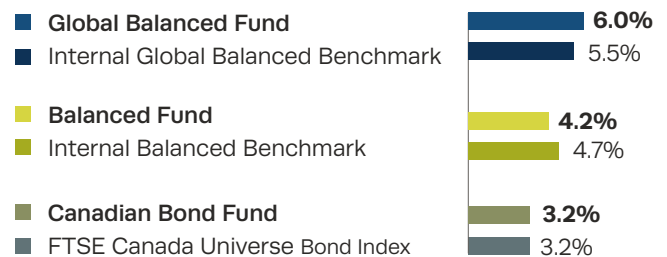 Global Balanced Fund 6.0%
Internal Global Balanced Benchmark 5.5%
Balanced Fund 4.2%
Internal Balanced Benchmark 4.7%
Canadian Bond Fund 3.2%
FTSE Canada Universe Bond Index 3.2%